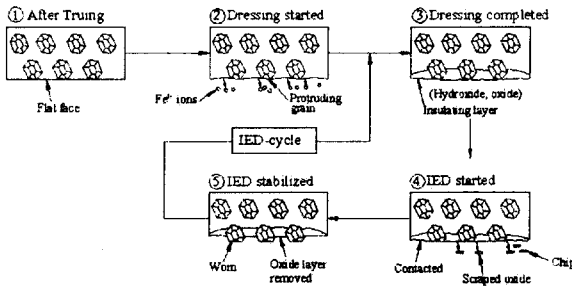 ① After Truing
Flat face
② Dressing started
Fe²⁺ ions
Protruding
grain
③ Dressing completed
(Hydroxide, oxide)
Insulating layer
IED-cycle
④ IED started
Contacted
Scraped oxide
Chip
⑤ IED stabilized
Worn
Oxide layer
removed